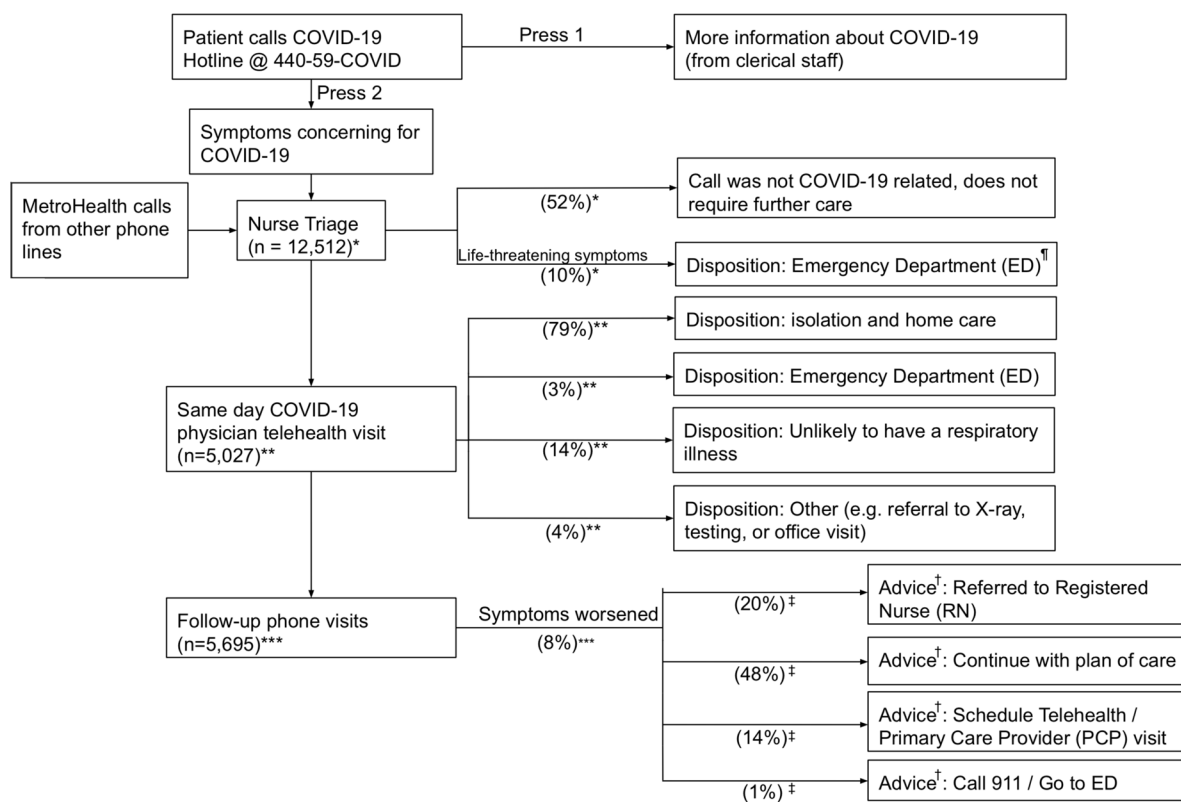 Patient calls COVID-19
Hotline @ 440-59-COVID
Press 1
More information about COVID-19
(from clerical staff)
Press 2
Symptoms concerning for
COVID-19
MetroHealth calls
from other phone
lines
Nurse Triage
(n = 12,512)*
(52%)*
Call was not COVID-19 related, does not
require further care
Life-threatening symptoms
(10%)*
Disposition: Emergency Department (ED)¶
(79%)**
Disposition: isolation and home care
(3%)**
Disposition: Emergency Department (ED)
Same day COVID-19
physician telehealth visit
(n=5,027)**
(14%)**
Disposition: Unlikely to have a respiratory
illness
(4%)**
Disposition: Other (e.g. referral to X-ray,
testing, or office visit)
Follow-up phone visits
(n=5,695)***
Symptoms worsened
(8%)***
(20%)‡
Advice†: Referred to Registered
Nurse (RN)
(48%)‡
Advice†: Continue with plan of care
(14%)‡
Advice†: Schedule Telehealth /
Primary Care Provider (PCP) visit
(1%) ‡
Advice†: Call 911 / Go to ED